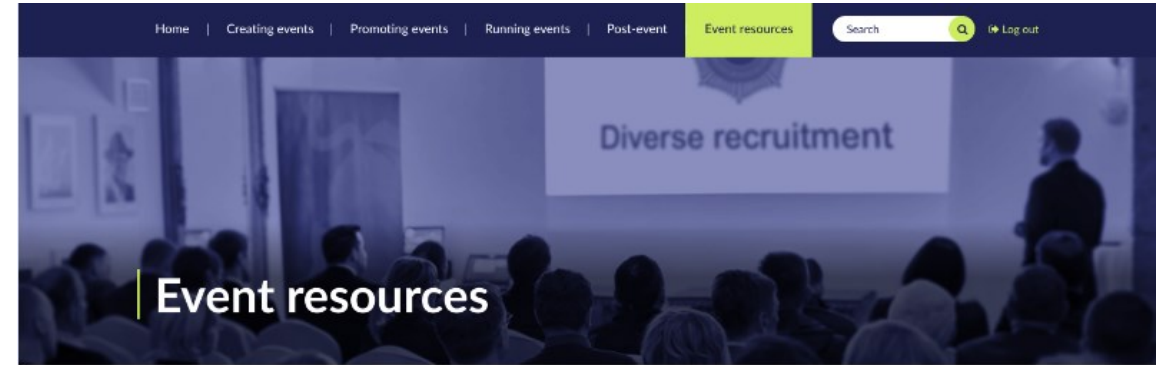 Home | Creating events | Promoting events | Running events | Post-event Event resources Search Log out
Diverse recruitment
Event resources